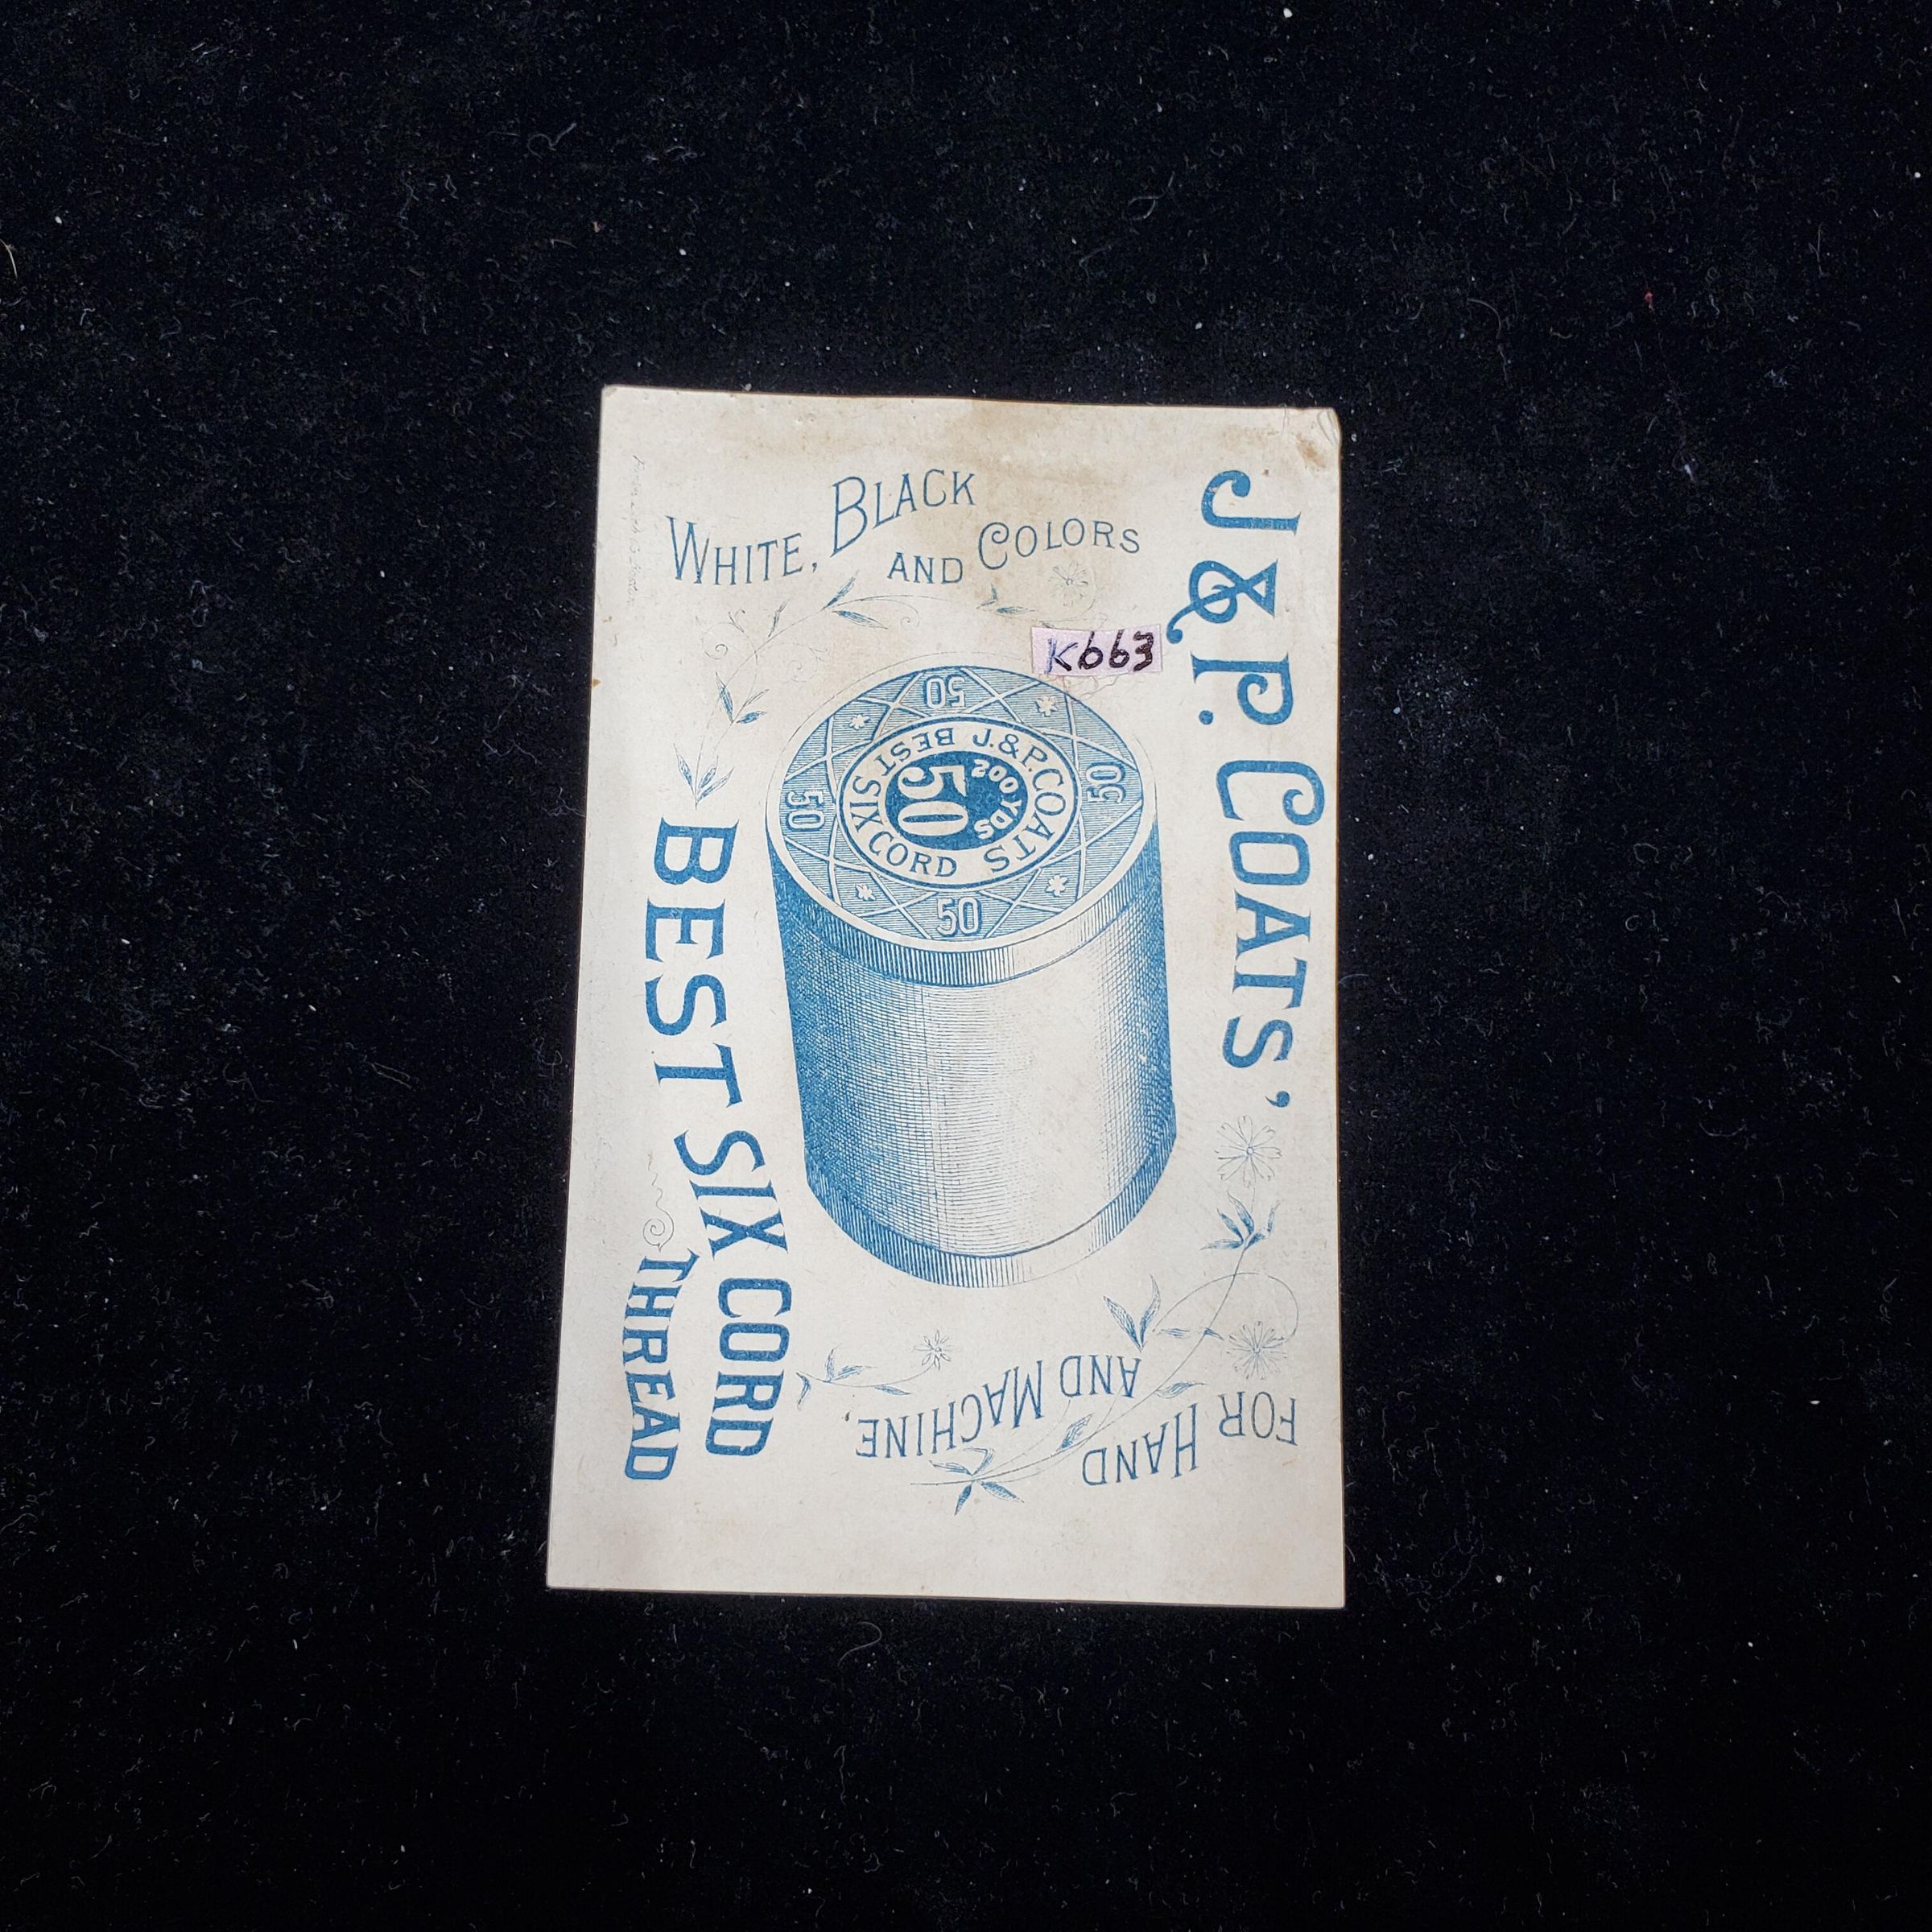 J. & P. COATS'
WHITE, BLACK
AND COLORS
K663
50
50
50
50
J. & P. COATS
BEST
SIX CORD
200 YDS
50
BEST SIX CORD
THREAD
FOR HAND
AND MACHINE,